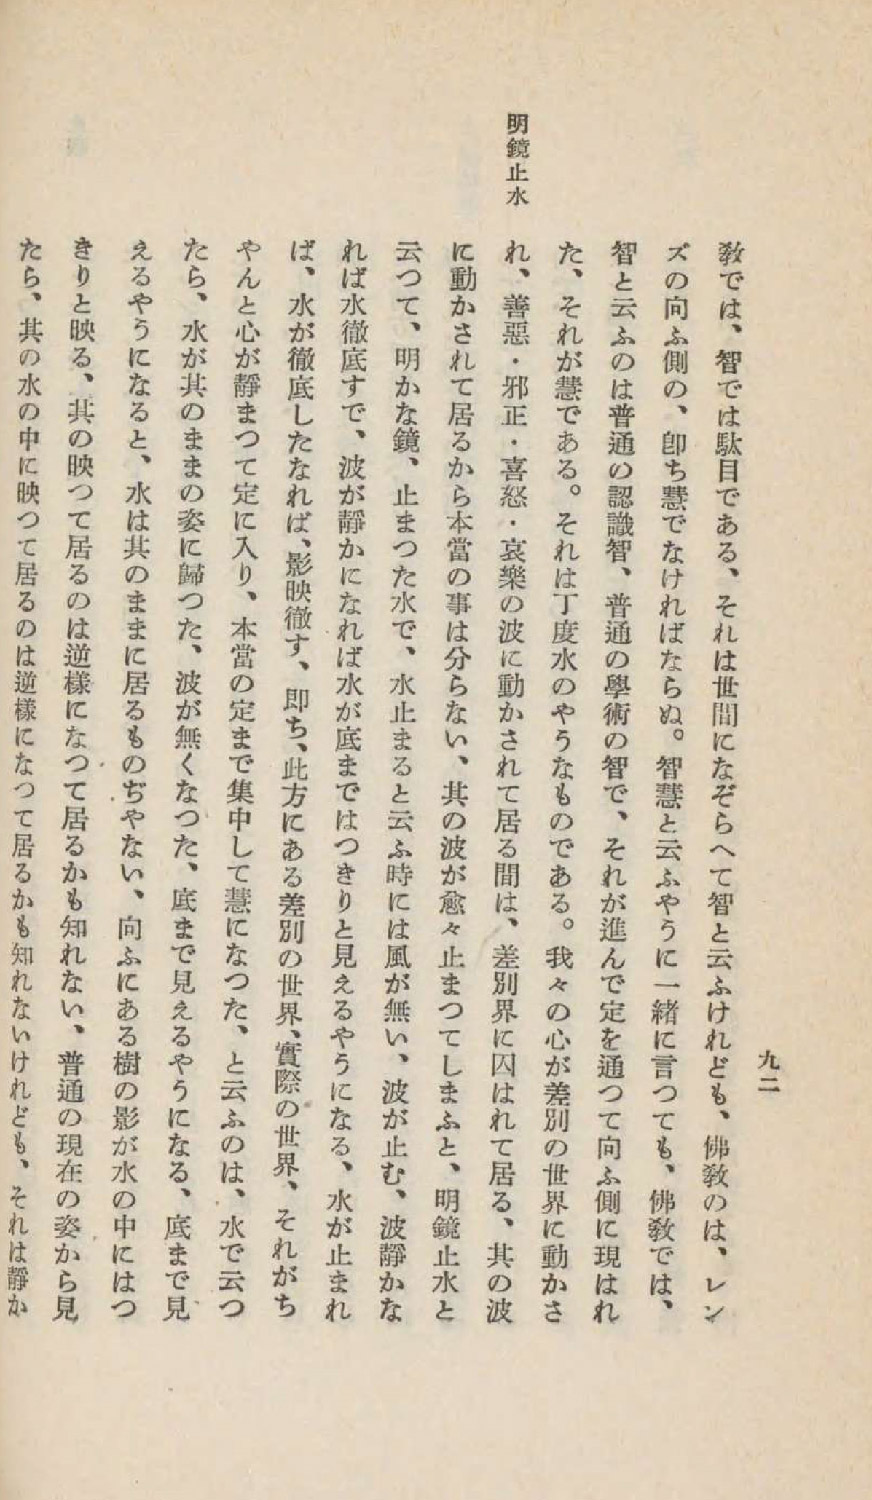 九二
明鏡止水
敎では、智では駄目である、それは世間になぞらへて智と云ふけれども、佛敎のは、レン
ズの向ふ側の、卽ち慧でなければならぬ。智慧と云ふやうに一緒に言つても、佛敎では、
智と云ふのは普通の認識智、普通の學術の智で、それが進んで定を通つて向ふ側に現はれ
た、それが慧である。それは丁度水のやうなものである。我々の心が差別の世界に動かさ
れ、善惡・邪正・喜怒・哀樂の波に動かされて居る間は、差別界に囚はれて居る、其の波
に動かされて居るから本當の事は分らない、其の波が愈々止まつてしまふと、明鏡止水と
云つて、明かな鏡、止まつた水で、水止まると云ふ時には風が無い、波が止む、波靜かな
れば水徹底すで、波が靜かになれば水が底まではつきりと見えるやうになる、水が止まれ
ば、水が徹底したなれば、影映徹す、卽ち、此方にある差別の世界、實際の世界、それがち
やんと心が靜まつて定に入り、本當の定まで集中して慧になつた、と云ふのは、水で云つ
たら、水が其のままの姿に歸つた、波が無くなつた、底まで見えるやうになる、底まで見
えるやうになると、水は其のままに居るものぢやない、向ふにある樹の影が水の中にはつ
きりと映る、其の映つて居るのは逆樣になつて居るかも知れない、普通の現在の姿から見
たら、其の水の中に映つて居るのは逆樣になつて居るかも知れないけれども、それは靜か